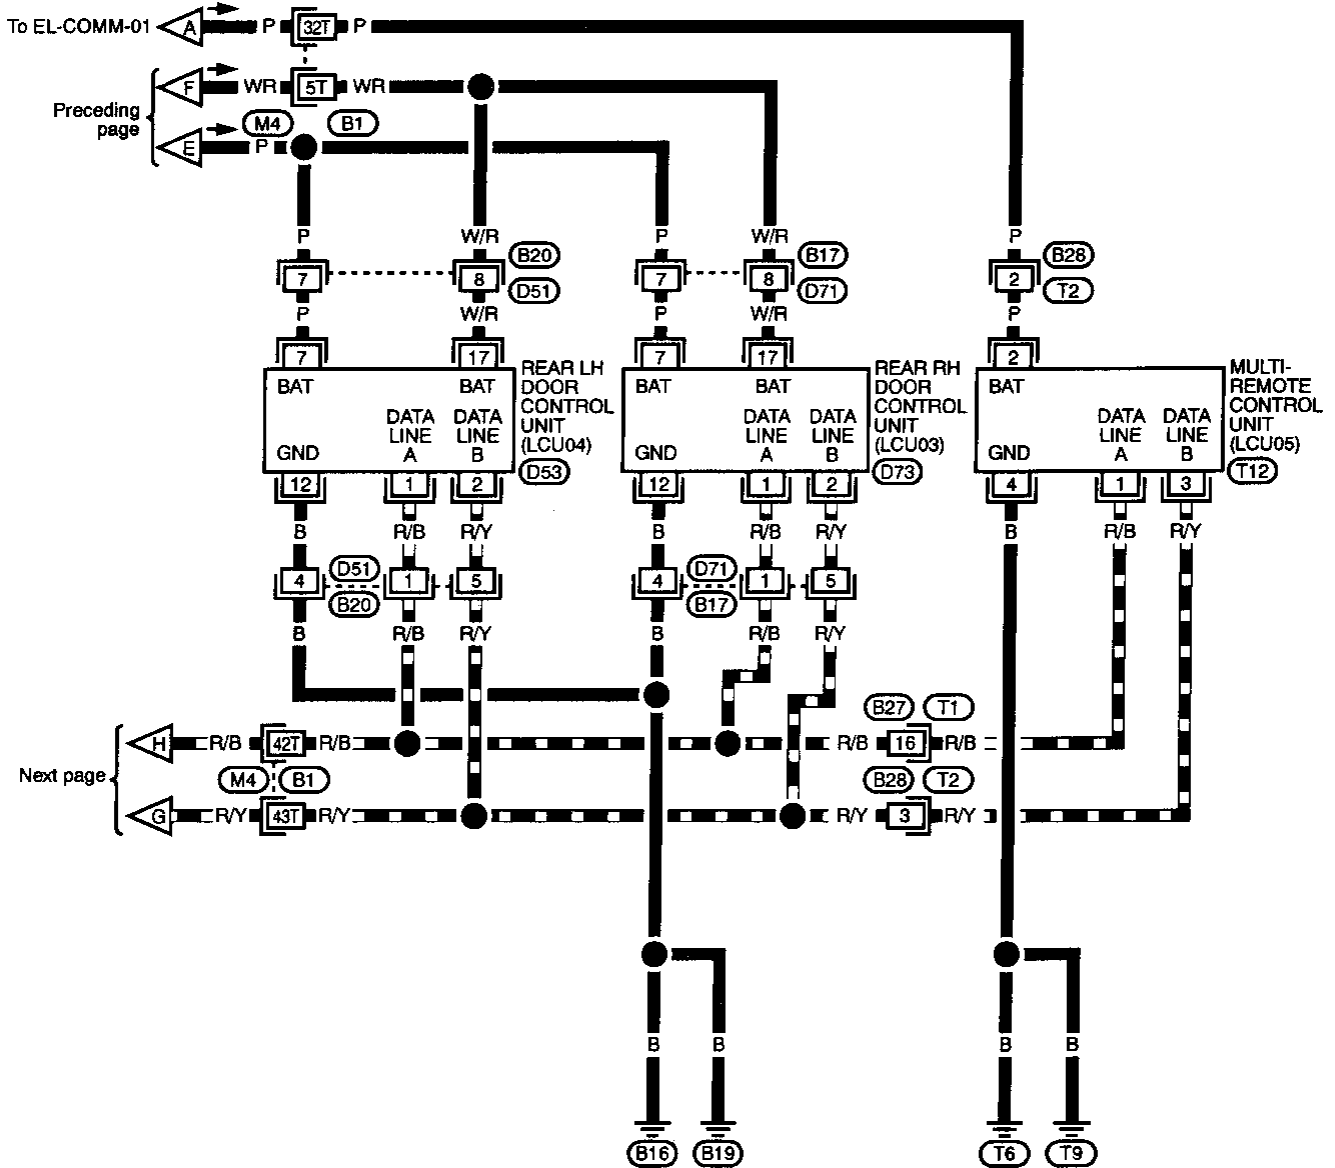 To EL-COMM-01 A P 32T P
F WR 5T WR
Preceding
page
M4 B1
E P
P W/R P W/R P
B20 B17 B28
7 8 7 8 2
D51 D71 T2
P W/R P W/R P
7 17 7 17 2
BAT BAT
REAR LH
DOOR
CONTROL
UNIT
(LCU04)
D53
DATA
LINE
A
DATA
LINE
B
GND
BAT BAT
REAR RH
DOOR
CONTROL
UNIT
(LCU03)
D73
DATA
LINE
A
DATA
LINE
B
GND
BAT
MULTI-
REMOTE
CONTROL
UNIT
(LCU05)
T12
DATA
LINE
A
DATA
LINE
B
GND
12 1 2 12 1 2 4 1 3
B R/B R/Y B R/B R/Y B R/B R/Y
D51 D71
4 1 5 4 1 5
B20 B17
B R/B R/Y B R/B R/Y
B27 T1
H R/B 42T R/B R/B 16 R/B
Next page
M4 B1 B28 T2
G R/Y 43T R/Y R/Y 3 R/Y
B B B B
B16 B19 T6 T9